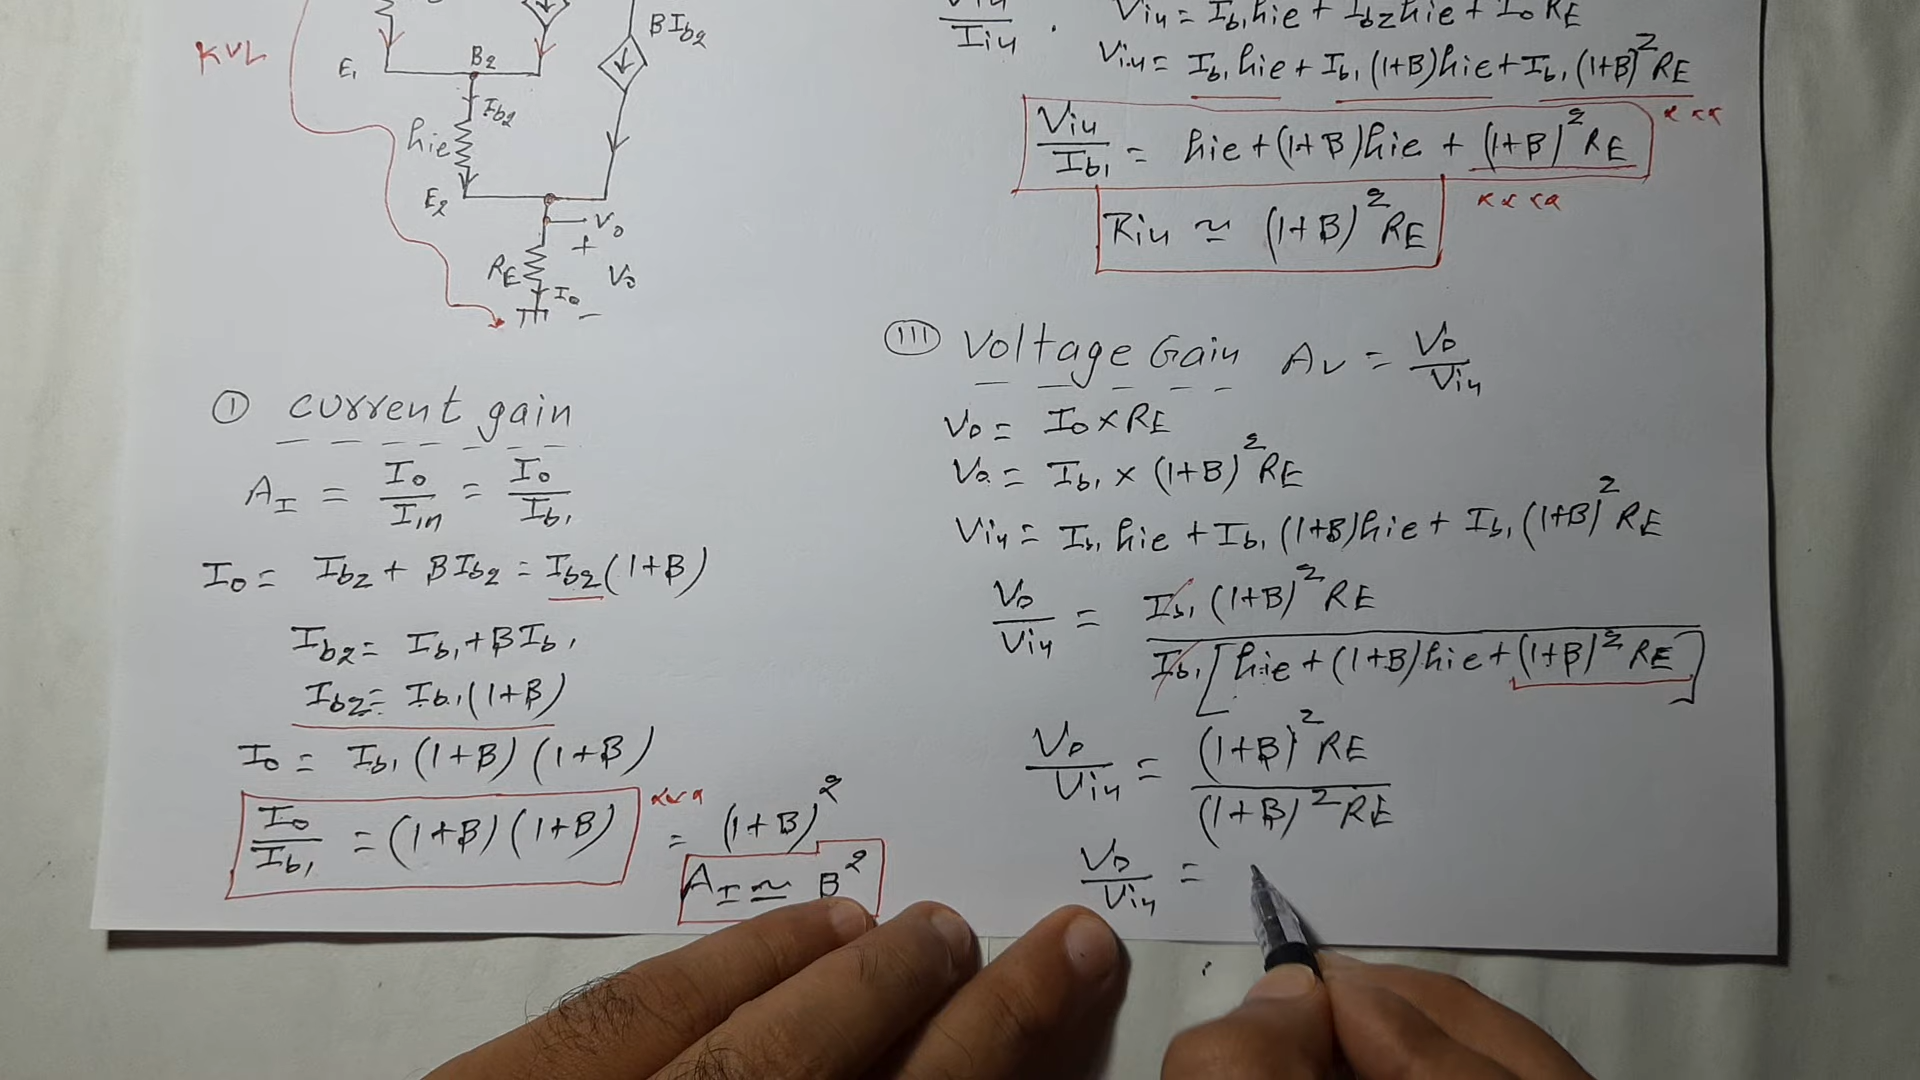 KVL
BIb2
E1
B2
Ib2
hie
E2
Vo
+
RE
Vo
Io
−
① current gain
AI = Io/Iin = Io/Ib1
Io = Ib2 + BIb2 = Ib2(1+B)
Ib2 = Ib1 + BIb1
Ib2 = Ib1(1+B)
Io = Ib1(1+B)(1+B)
Io/Ib1 = (1+B)(1+B) = (1+B)²
AI ≃ B²
Vin/Iin . Vin = Ib1hie + Ib2hie + IoRE
Vin = Ib1hie + Ib1(1+B)hie + Ib1(1+B)²RE
Vin/Ib1 = hie + (1+B)hie + (1+B)²RE
Rin ≃ (1+B)²RE
(III) Voltage Gain Av = Vo/Vin
Vo = Io × RE
Vo = Ib1 × (1+B)²RE
Vin = Ib1hie + Ib1(1+B)hie + Ib1(1+B)²RE
Vo/Vin = Ib1(1+B)²RE / Ib1[hie + (1+B)hie + (1+B)²RE]
Vo/Vin = (1+B)²RE / (1+B)²RE
Vo/Vin =